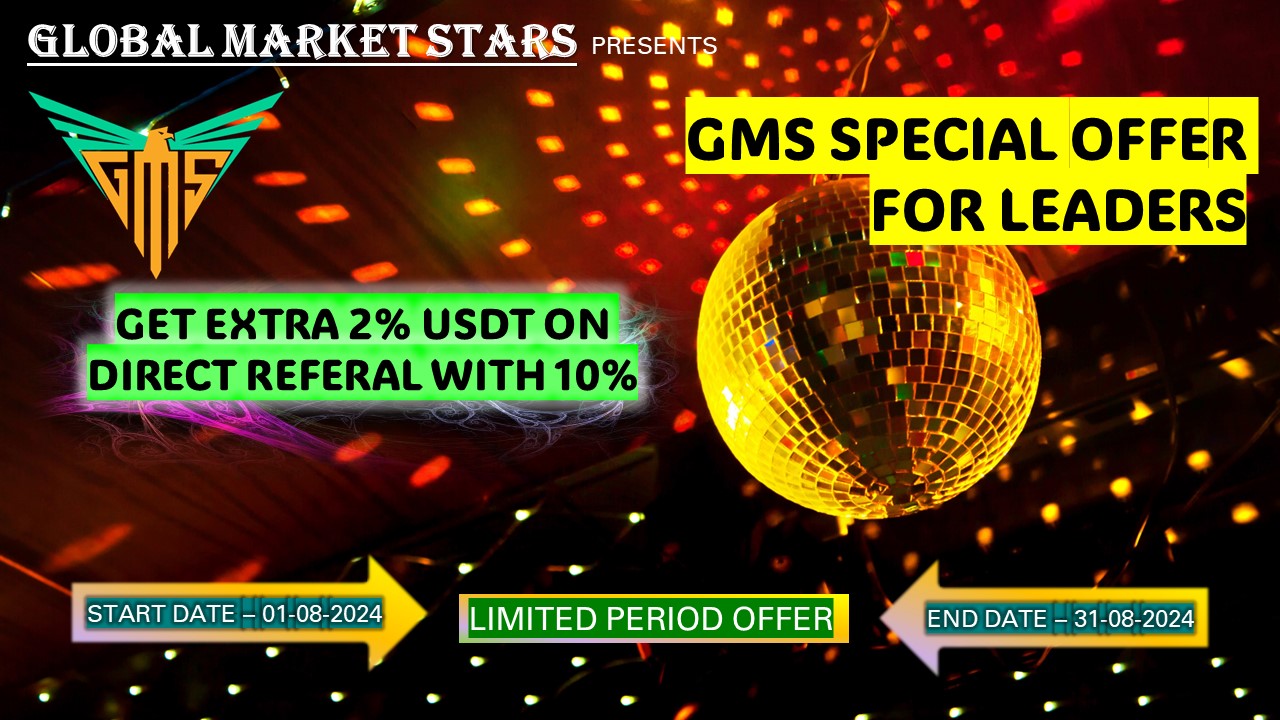 GLOBAL MARKET STARS PRESENTS
GMS
GMS SPECIAL OFFER
FOR LEADERS
GET EXTRA 2% USDT ON
DIRECT REFERAL WITH 10%
START DATE – 01-08-2024
LIMITED PERIOD OFFER
END DATE – 31-08-2024